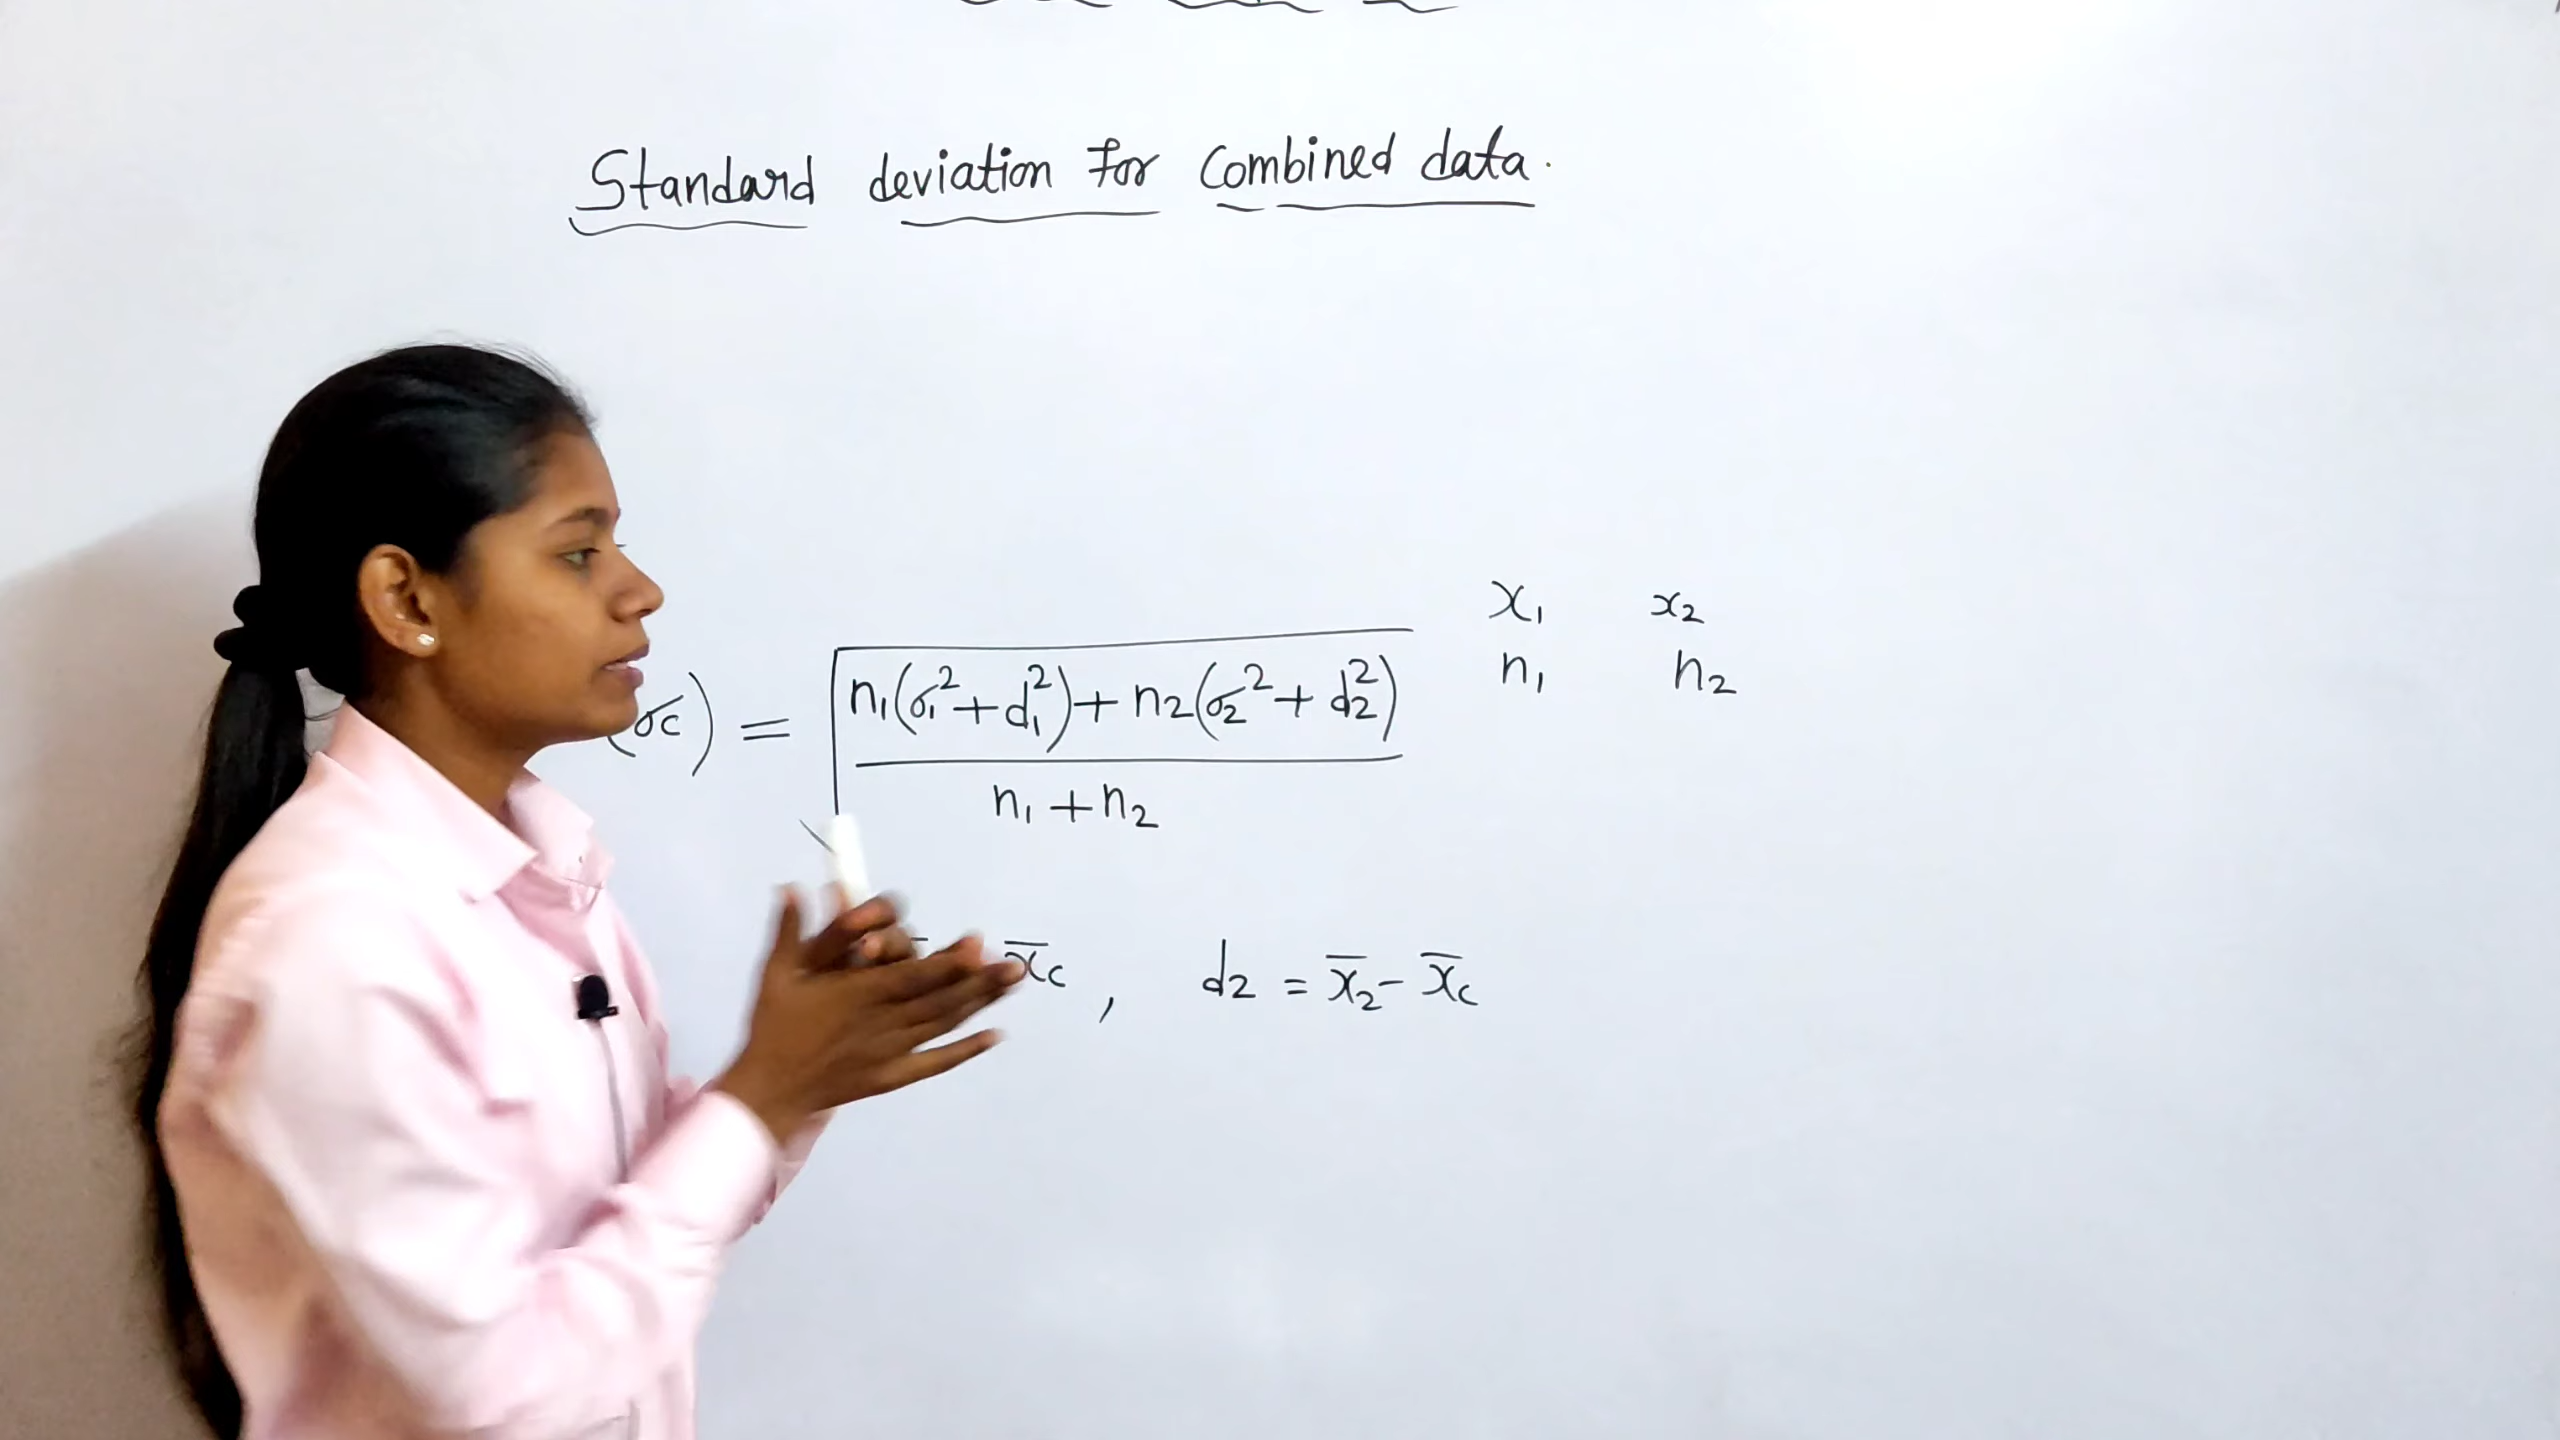 Standard deviation for Combined data.
x₁ x₂
(σc) = √(n₁(σ₁²+d₁²)+n₂(σ₂²+d₂²) / n₁+n₂)
n₁ n₂
x̄c , d₂ = x̄₂- x̄c